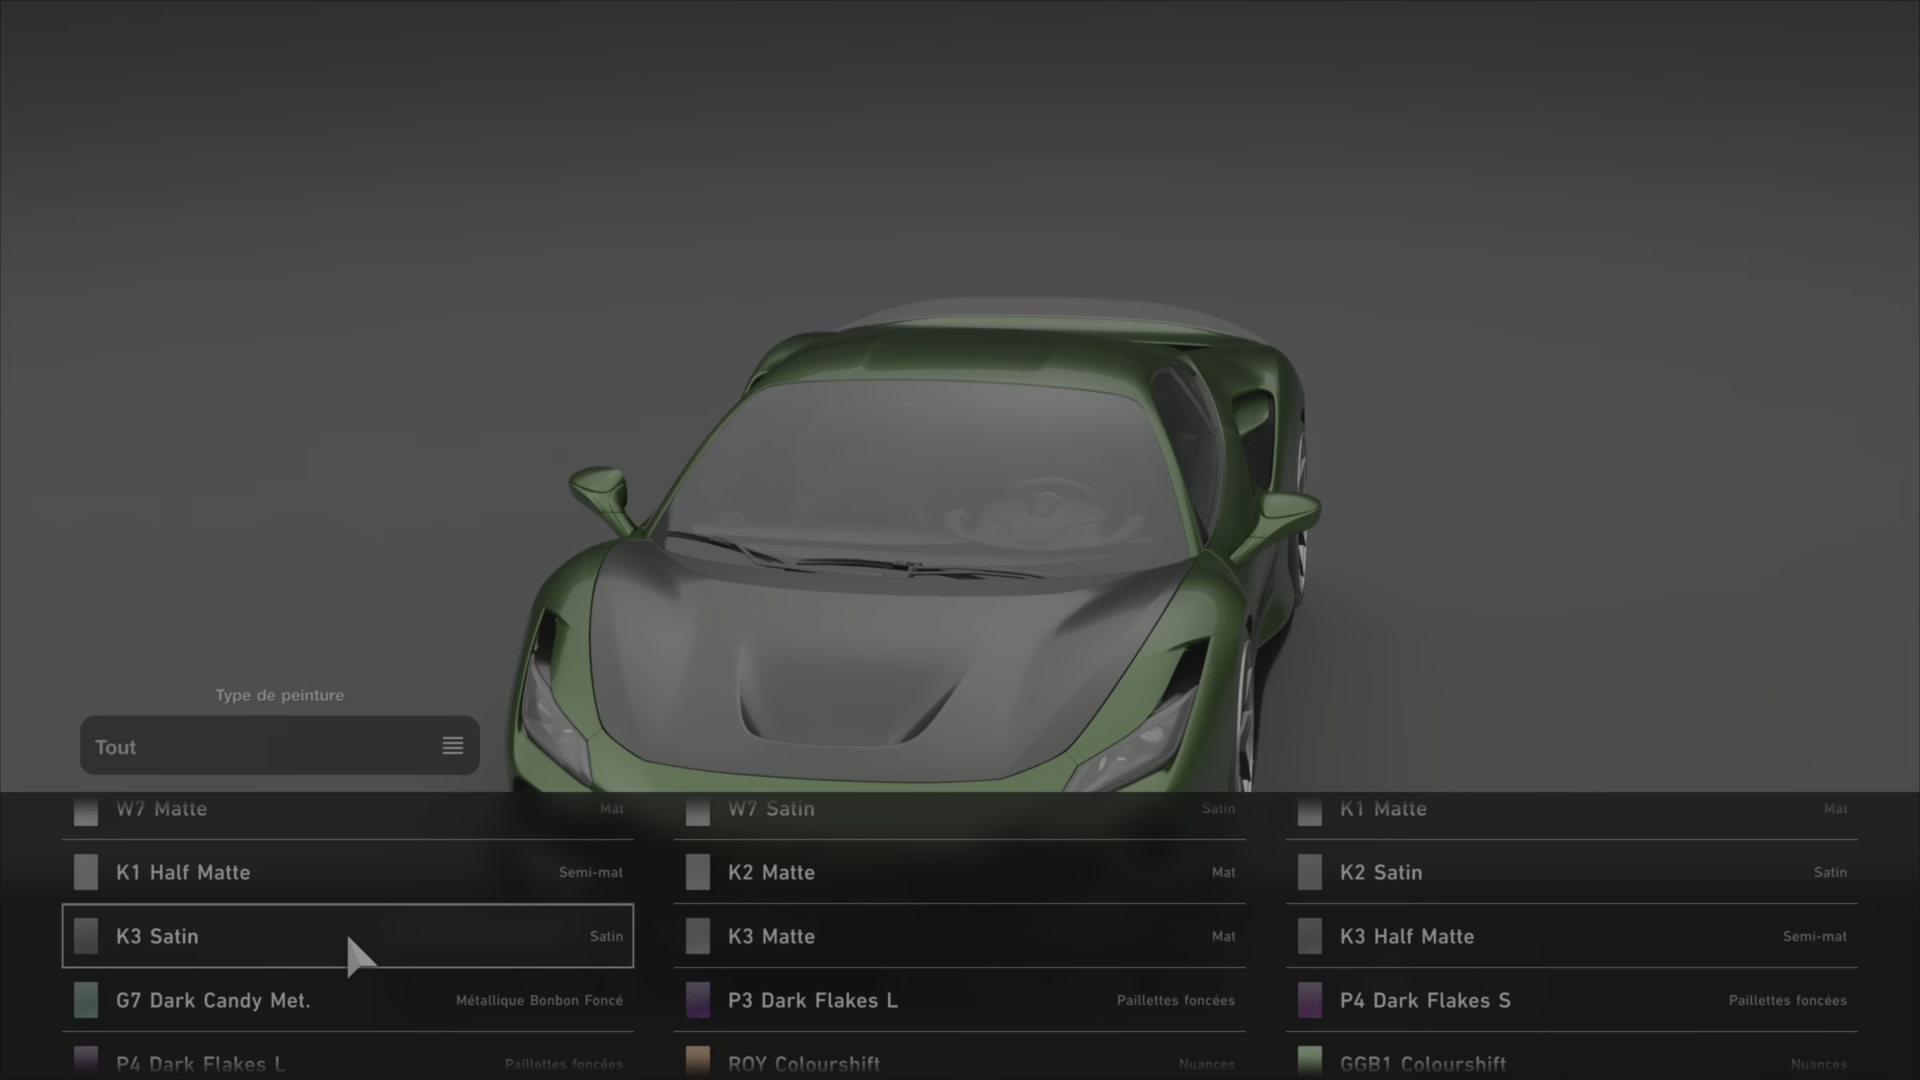 Type de peinture
Tout
W7 Matte Mat W7 Satin Satin K1 Matte Mat
K1 Half Matte Semi-mat K2 Matte Mat K2 Satin Satin
K3 Satin Satin K3 Matte Mat K3 Half Matte Semi-mat
G7 Dark Candy Met. Métallique Bonbon Foncé P3 Dark Flakes L Paillettes foncées P4 Dark Flakes S Paillettes foncées
P4 Dark Flakes L Paillettes foncées ROY Colourshift Nuances GGB1 Colourshift Nuances